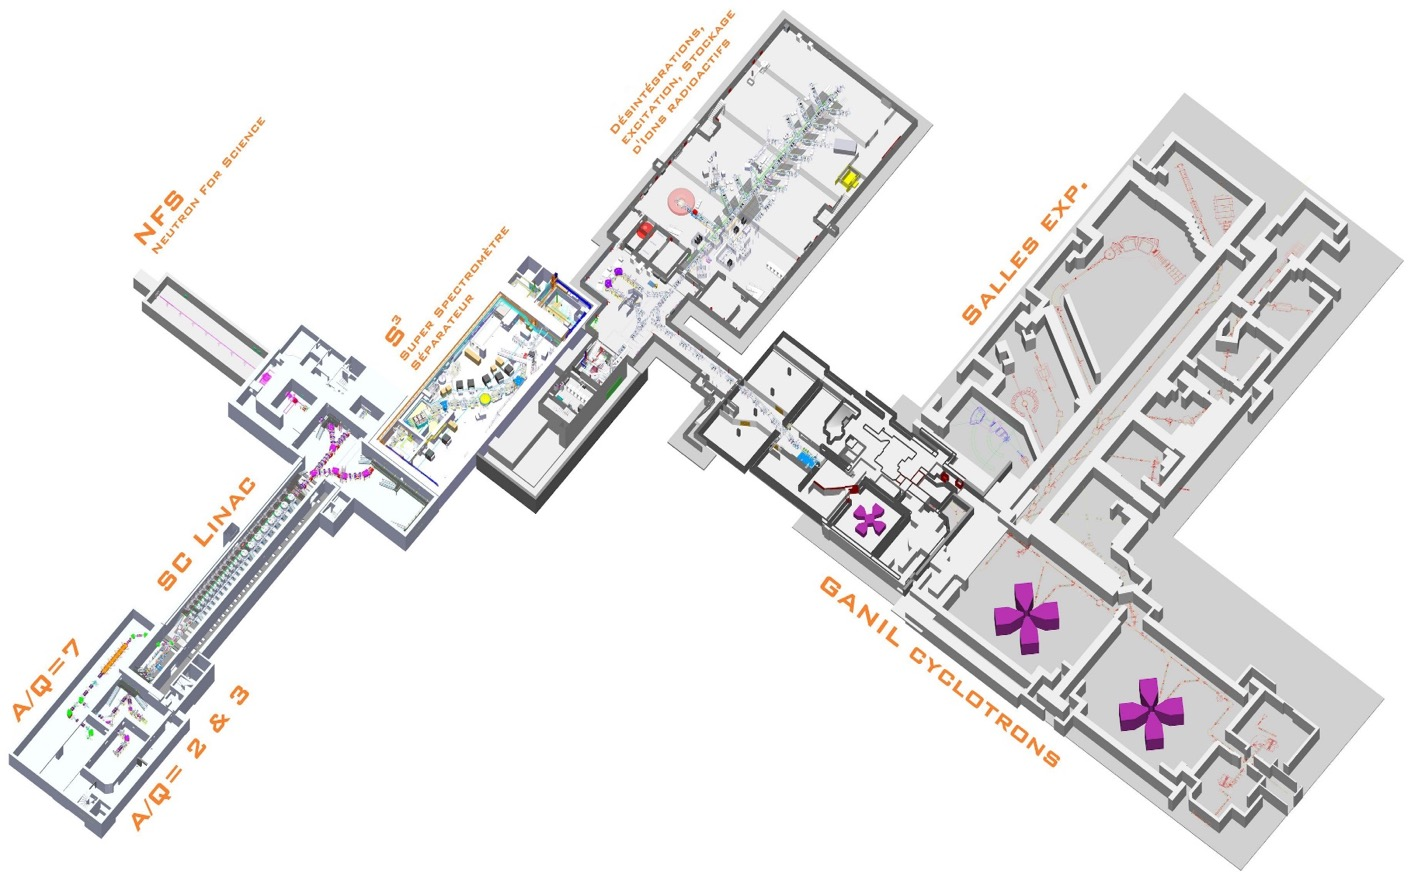 NFS
Neutron For Science
S³
Super Spectromètre
Séparateur
Désintégrations,
excitation, Stockage
d'ions radioactifs
Salles Exp.
SC LINAC
A/Q=7
A/Q= 2 & 3
GANIL cyclotrons